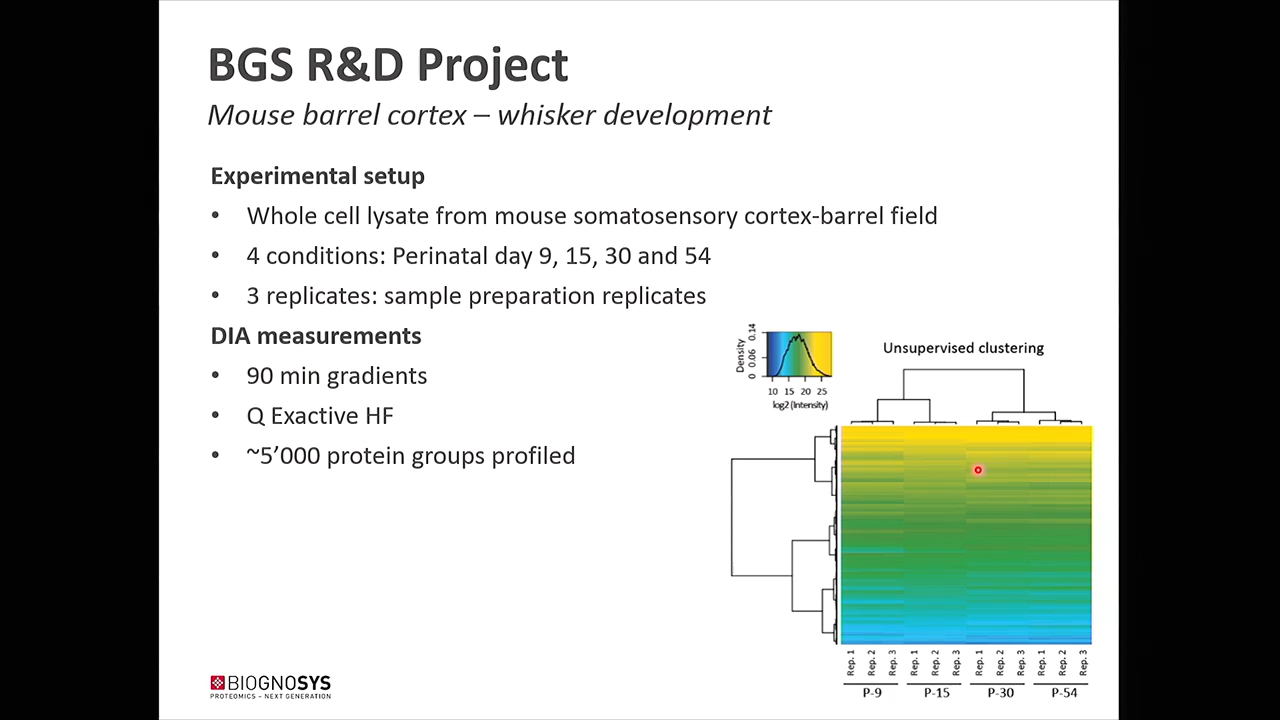 BGS R&D Project
Mouse barrel cortex – whisker development
Experimental setup
• Whole cell lysate from mouse somatosensory cortex-barrel field
• 4 conditions: Perinatal day 9, 15, 30 and 54
• 3 replicates: sample preparation replicates
DIA measurements
• 90 min gradients
• Q Exactive HF
• ~5’000 protein groups profiled
Density
0 0.06 0.14
10 15 20 25
log2 (Intensity)
Unsupervised clustering
Rep. 1 Rep. 2 Rep. 3 Rep. 1 Rep. 2 Rep. 3 Rep. 1 Rep. 2 Rep. 3 Rep. 1 Rep. 2 Rep. 3
P-9 P-15 P-30 P-54
BIOGNOSYS
PROTEOMICS – NEXT GENERATION